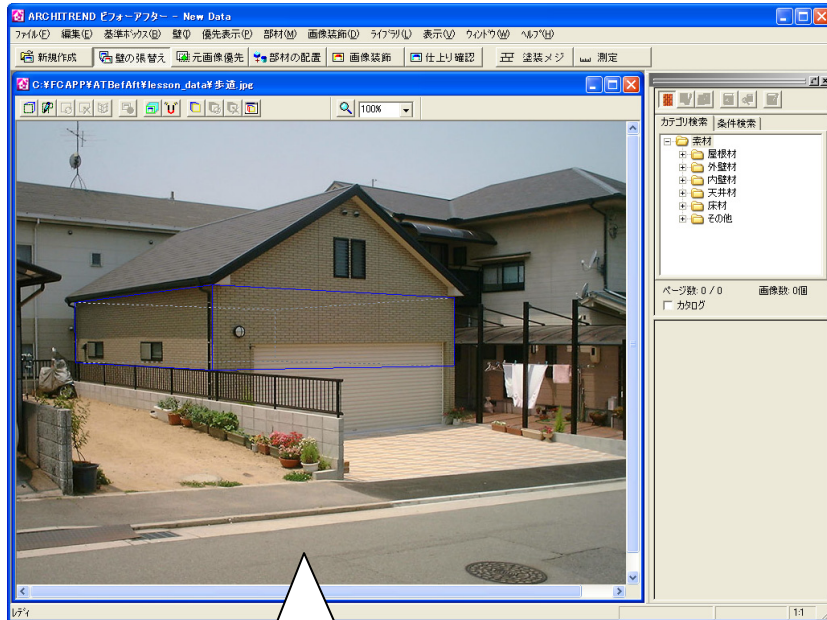 ARCHITREND ビフォーアフター - New Data
ファイル(F) 編集(E) 基準ボックス(B) 壁(I) 優先表示(P) 部材(M) 画像装飾(D) ライブラリ(L) 表示(V) ウィンドウ(W) ヘルプ(H)
新規作成 壁の張替え 元画像優先 部材の配置 画像装飾 仕上り確認 塗装メジ 測定
C:¥FCAPP¥ATBefAft¥lesson_data¥歩道.jpg
100%
カテゴリ検索 条件検索
素材
屋根材
外壁材
内壁材
天井材
床材
その他
ページ数: 0 / 0 画像数: 0個
カタログ
レディ
1:1